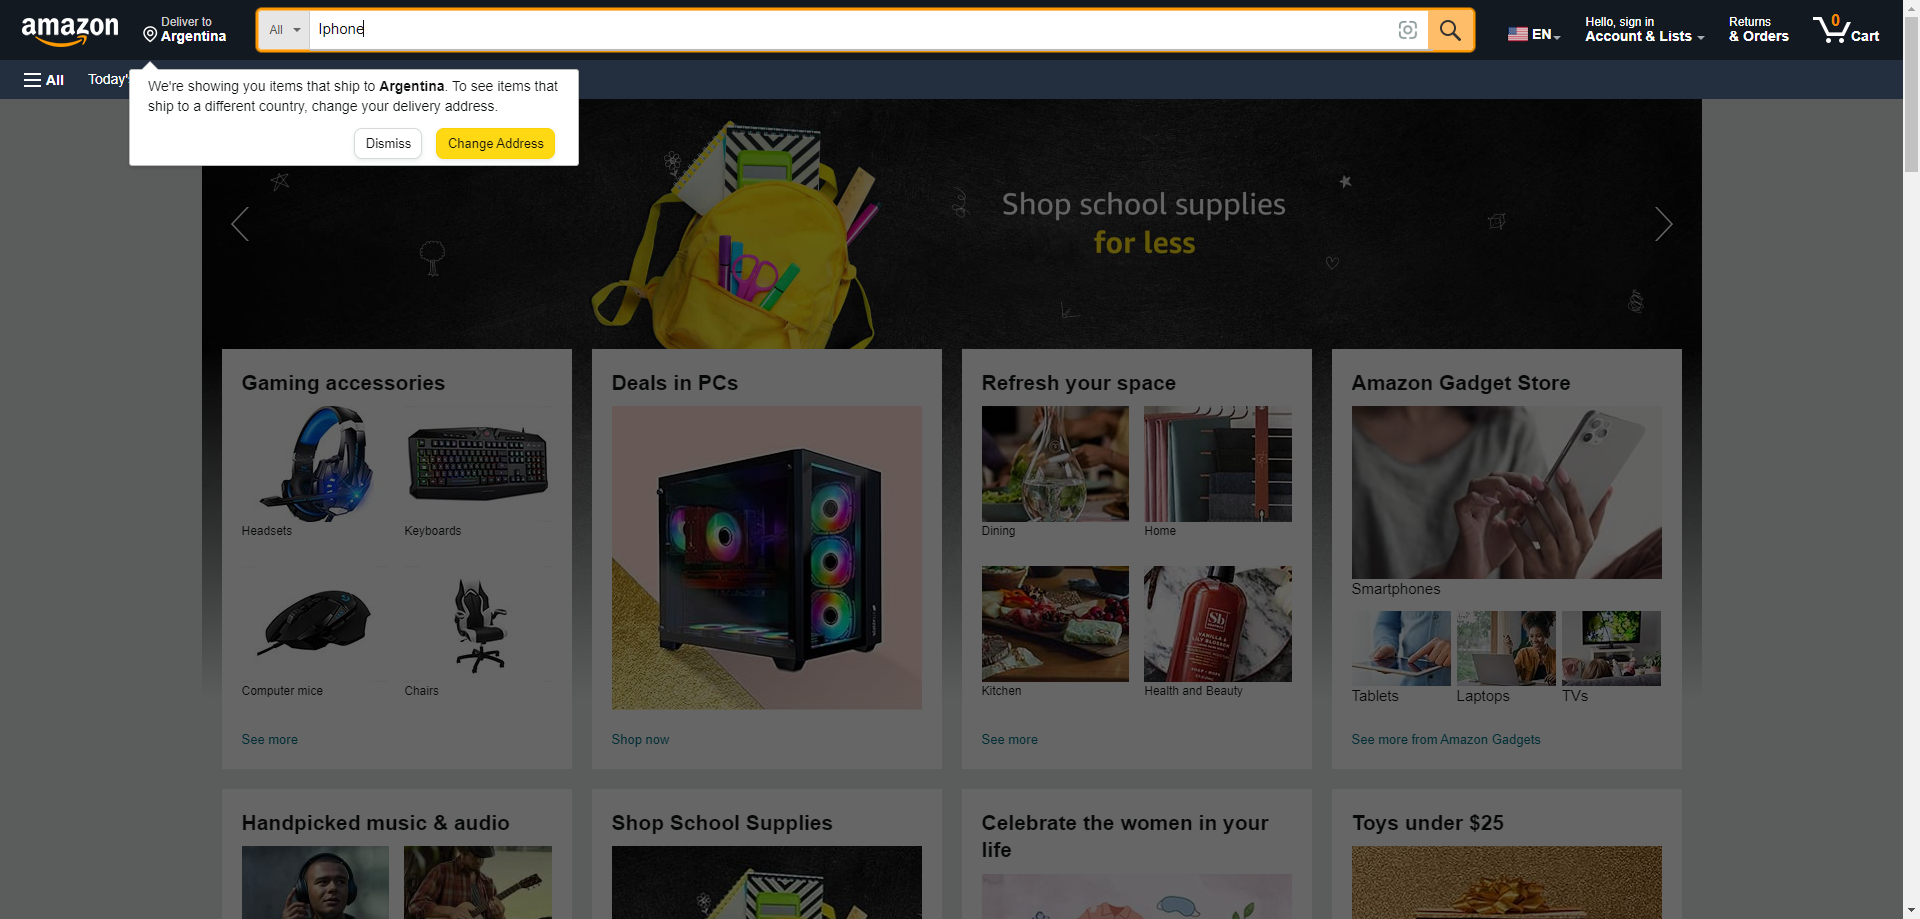 amazon
Deliver to
Argentina
All
Iphone
EN
Hello, sign in
Account & Lists
Returns
& Orders
0
Cart
All
Today'
We're showing you items that ship to Argentina. To see items that
ship to a different country, change your delivery address.
Dismiss
Change Address
Shop school supplies
for less
Gaming accessories
Headsets
Keyboards
Computer mice
Chairs
See more
Deals in PCs
Shop now
Refresh your space
Dining
Home
Sb
VANILLA &
LILY BLOSSOM
Kitchen
Health and Beauty
See more
Amazon Gadget Store
Smartphones
Tablets
Laptops
TVs
See more from Amazon Gadgets
Handpicked music & audio
Shop School Supplies
Celebrate the women in your
life
Toys under $25